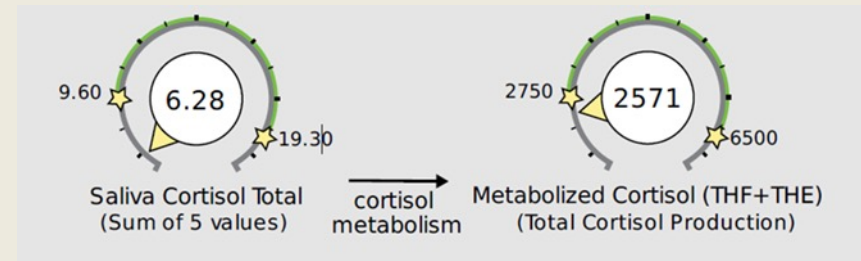 9.60
6.28
19.30
Saliva Cortisol Total
(Sum of 5 values)
cortisol
metabolism
2750
2571
6500
Metabolized Cortisol (THF+THE)
(Total Cortisol Production)